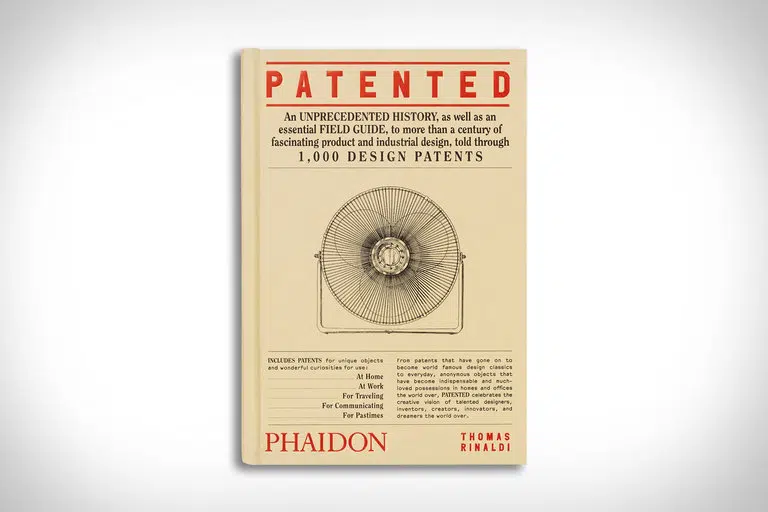 PATENTED
An UNPRECEDENTED HISTORY, as well as an
essential FIELD GUIDE, to more than a century of
fascinating product and industrial design, told through
1,000 DESIGN PATENTS
INCLUDES PATENTS for unique objects
and wonderful curiosities for use:
At Home
At Work
For Traveling
For Communicating
For Pastimes
From patents that have gone on to
become world famous design classics
to everyday, anonymous objects that
have become indispensable and much-
loved possessions in homes and offices
the world over, PATENTED celebrates the
creative vision of talented designers,
inventors, creators, innovators, and
dreamers the world over.
PHAIDON
THOMAS
RINALDI